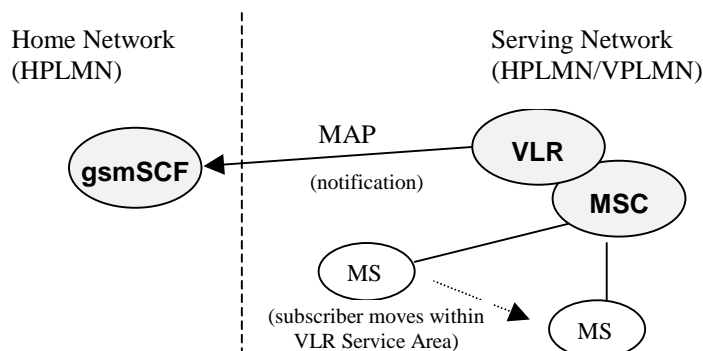 Home Network
(HPLMN)
Serving Network
(HPLMN/VPLMN)
MAP
VLR
gsmSCF
(notification)
MSC
MS
(subscriber moves within
VLR Service Area)
MS